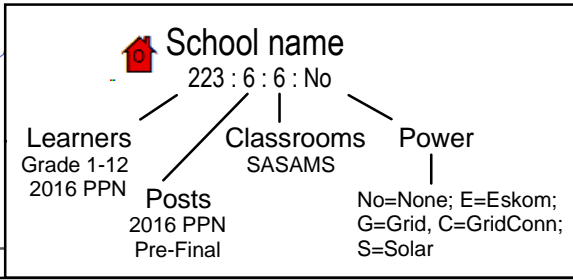 O
School name
223 : 6 : 6 : No
Learners
Grade 1-12
2016 PPN
Posts
2016 PPN
Pre-Final
Classrooms
SASAMS
Power
No=None; E=Eskom;
G=Grid, C=GridConn;
S=Solar